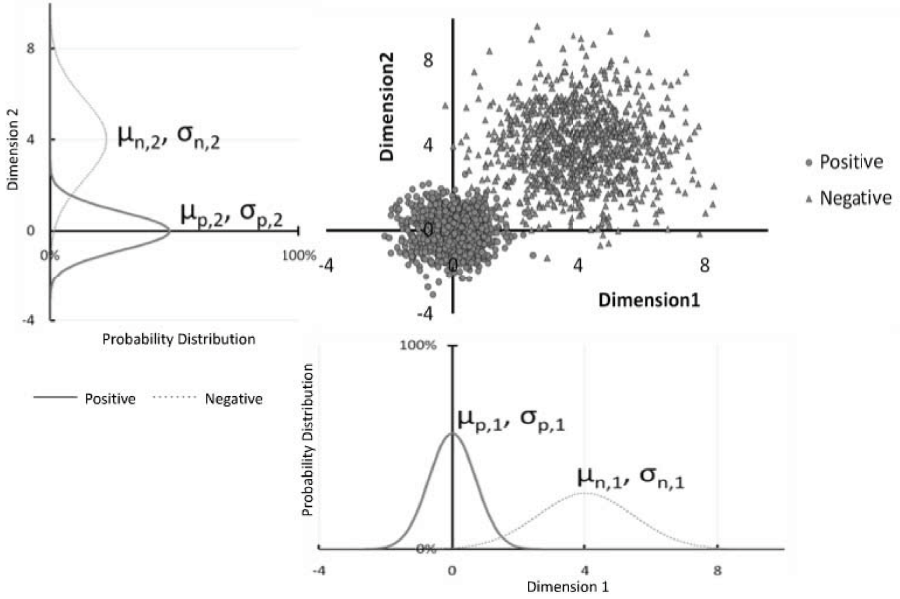 8
Dimension 2
4
μn,2, σn,2
μp,2, σp,2
0
0%
100%
-4
Probability Distribution
Positive
Negative
Dimension2
8
4
0
-4
0
4
8
-4
Dimension1
Positive
Negative
100%
Probability Distribution
μp,1, σp,1
μn,1, σn,1
0%
-4
0
4
8
Dimension 1